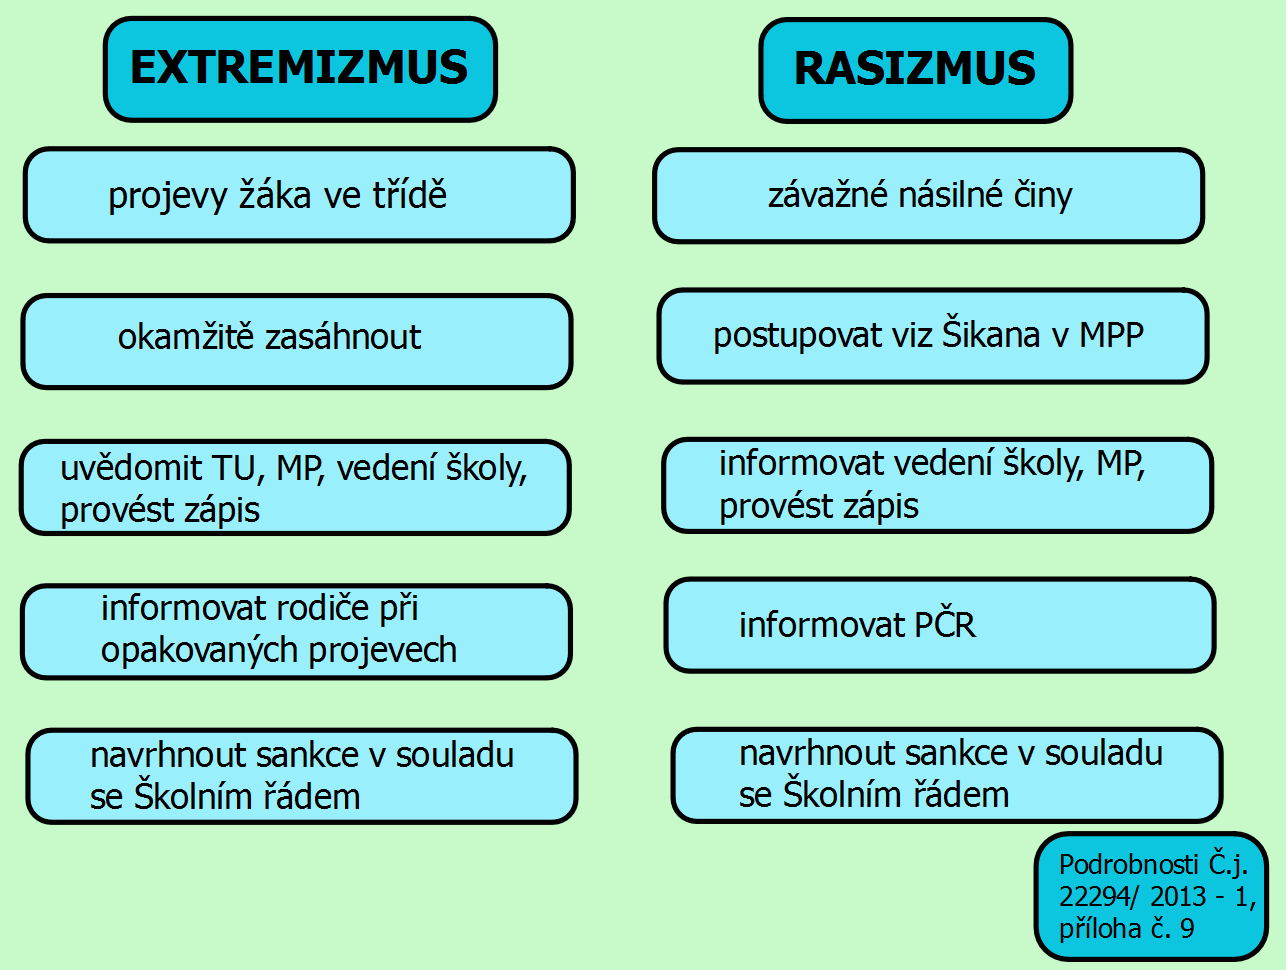 EXTREMIZMUS
projevy žáka ve třídě
okamžitě zasáhnout
uvědomit TU, MP, vedení školy,
provést zápis
informovat rodiče při
opakovaných projevech
navrhnout sankce v souladu
se Školním řádem
RASIZMUS
závažné násilné činy
postupovat viz Šikana v MPP
informovat vedení školy, MP,
provést zápis
informovat PČR
navrhnout sankce v souladu
se Školním řádem
Podrobnosti Č.j.
22294/ 2013 - 1,
příloha č. 9